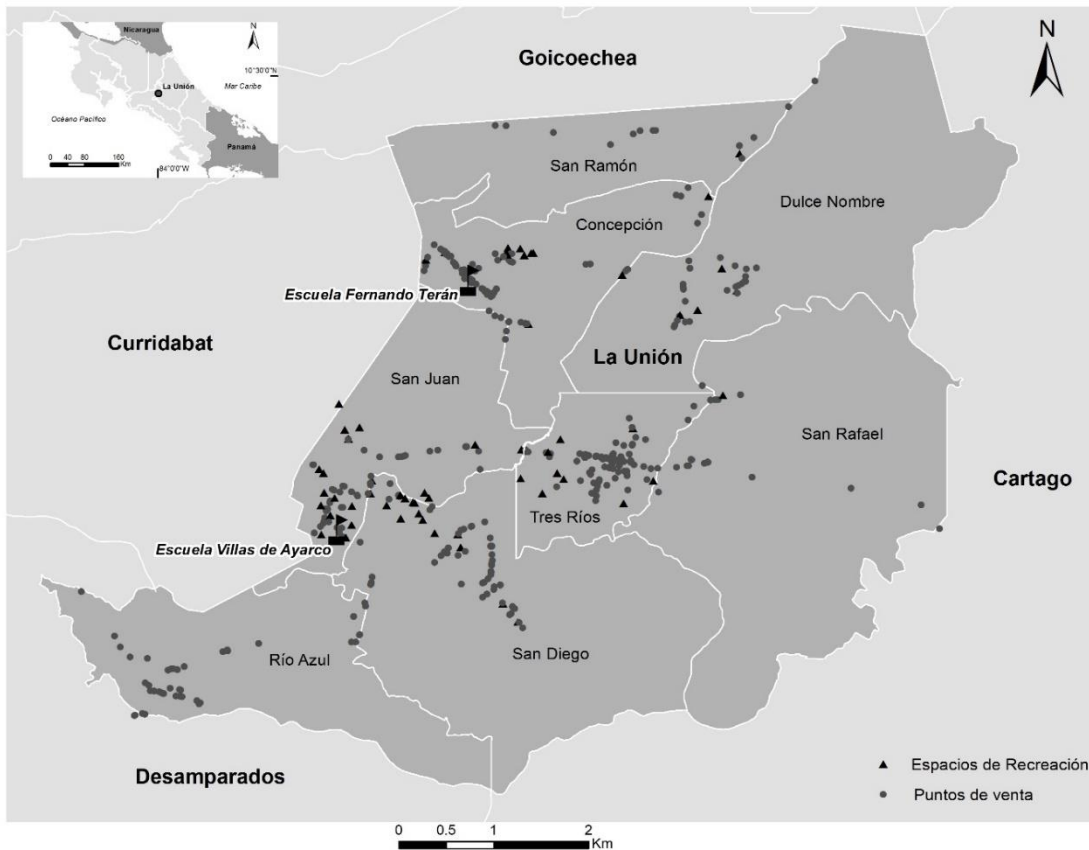 Nicaragua
N
10°30'0"N
La Unión
Mar Caribe
Océano Pacífico
Panamá
0 40 80 160
Km
84°0'0"W
Goicoechea
N
San Ramón
Dulce Nombre
Concepción
Escuela Fernando Terán
Curridabat
La Unión
San Juan
San Rafael
Cartago
Tres Ríos
Escuela Villas de Ayarco
San Diego
Río Azul
Desamparados
Espacios de Recreación
Puntos de venta
0 0.5 1 2
Km